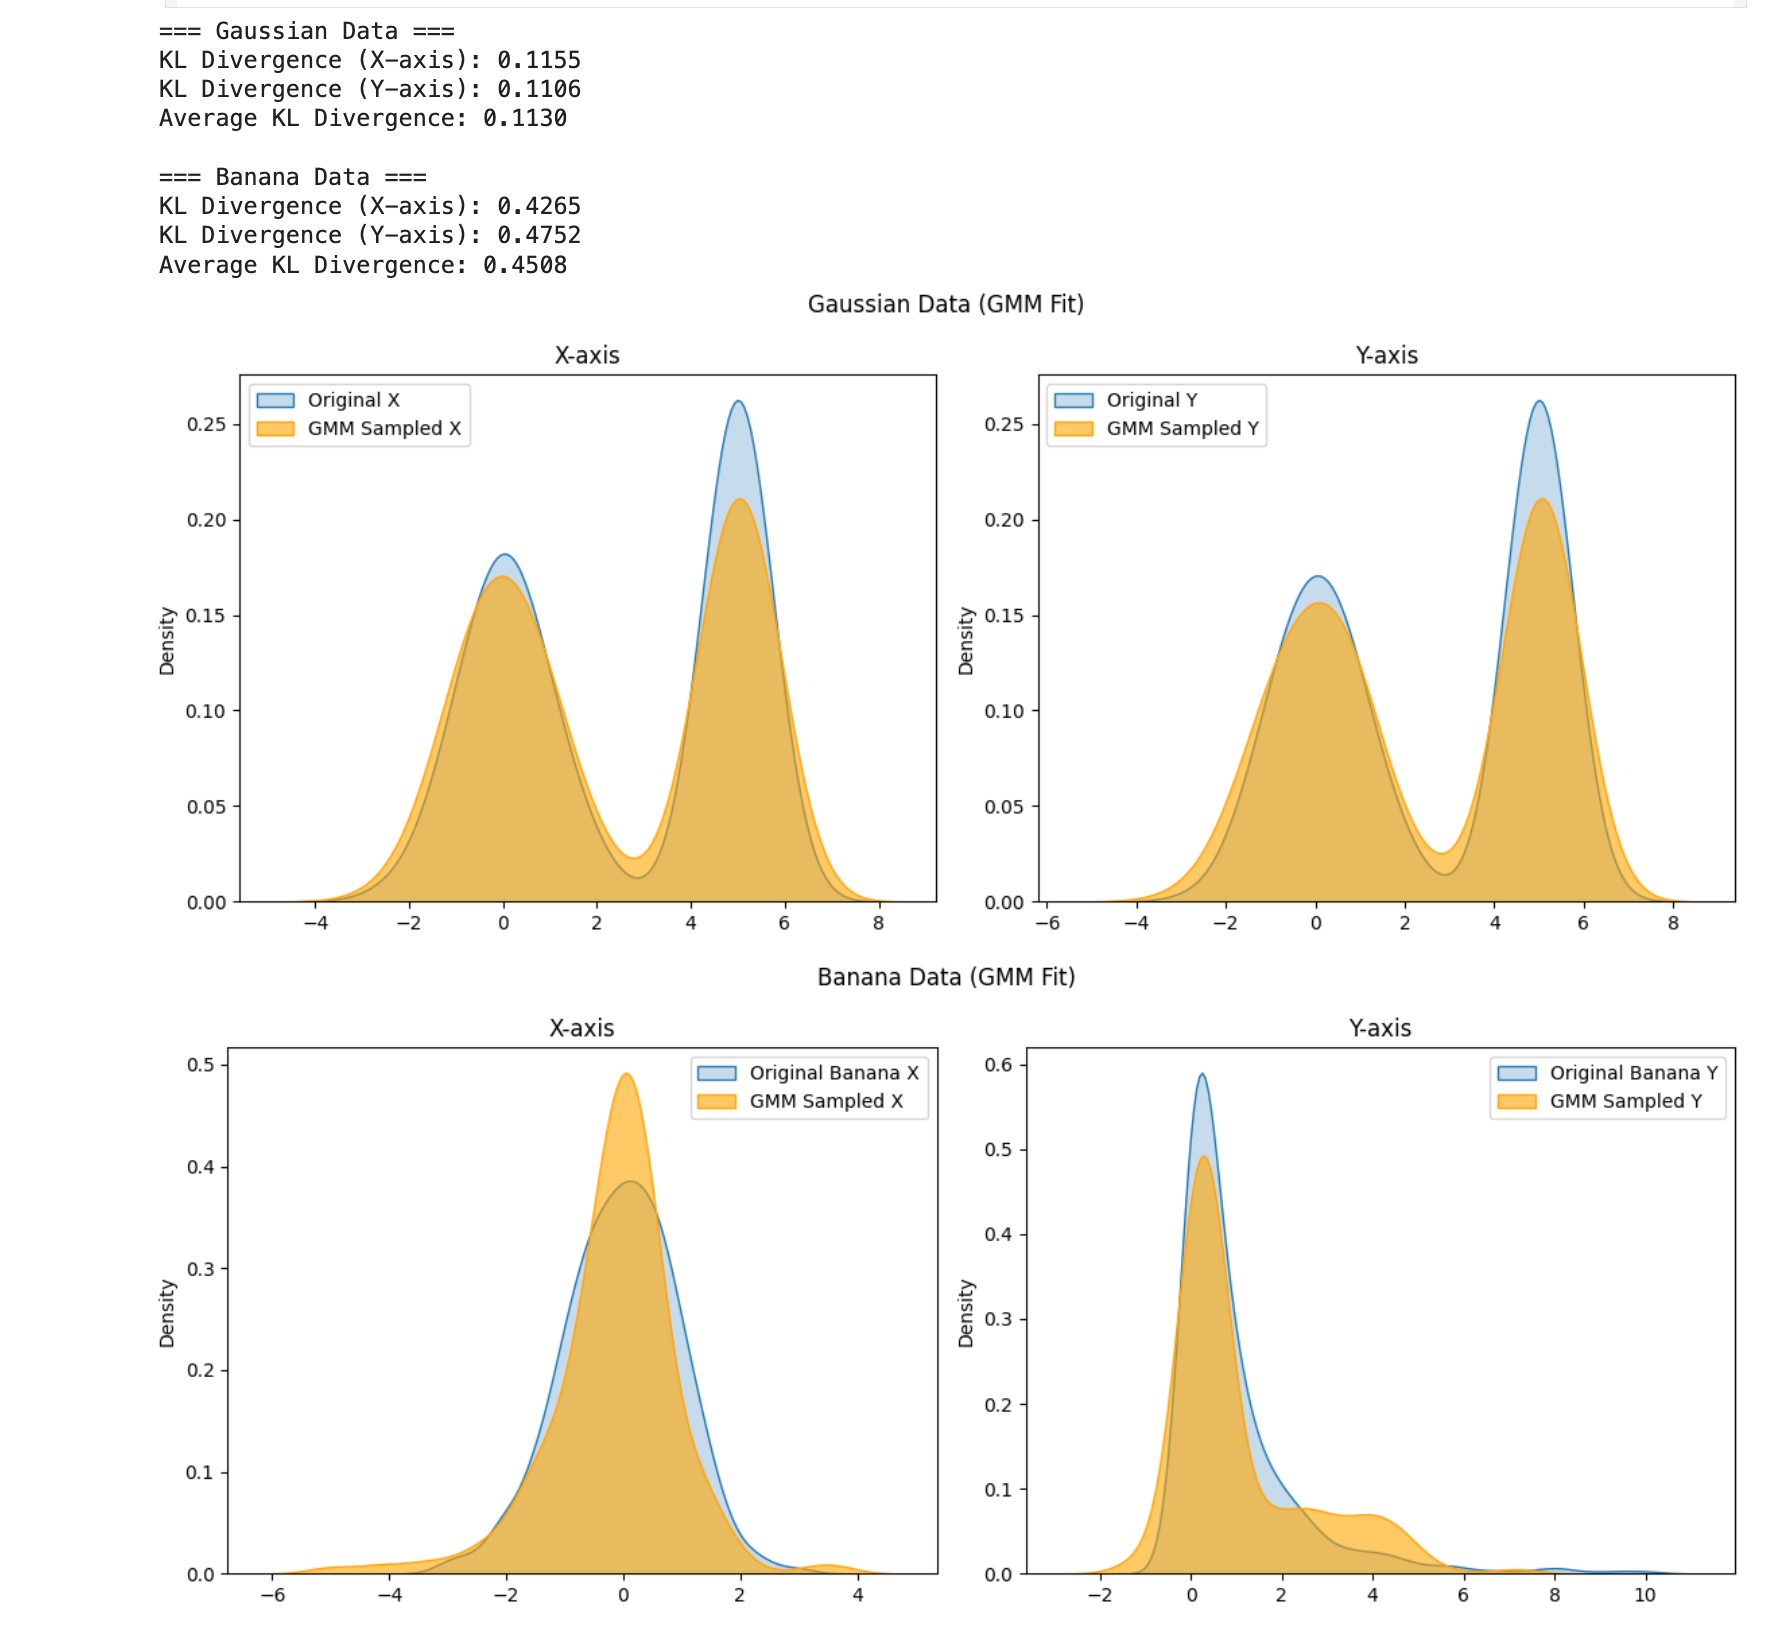 === Gaussian Data ===
KL Divergence (X-axis): 0.1155
KL Divergence (Y-axis): 0.1106
Average KL Divergence: 0.1130
=== Banana Data ===
KL Divergence (X-axis): 0.4265
KL Divergence (Y-axis): 0.4752
Average KL Divergence: 0.4508
Gaussian Data (GMM Fit)
X-axis
Original X
GMM Sampled X
Density
0.25
0.20
0.15
0.10
0.05
0.00
−4 −2 0 2 4 6 8
Y-axis
Original Y
GMM Sampled Y
Density
0.25
0.20
0.15
0.10
0.05
0.00
−6 −4 −2 0 2 4 6 8
Banana Data (GMM Fit)
X-axis
Original Banana X
GMM Sampled X
Density
0.5
0.4
0.3
0.2
0.1
0.0
−6 −4 −2 0 2 4
Y-axis
Original Banana Y
GMM Sampled Y
Density
0.6
0.5
0.4
0.3
0.2
0.1
0.0
−2 0 2 4 6 8 10